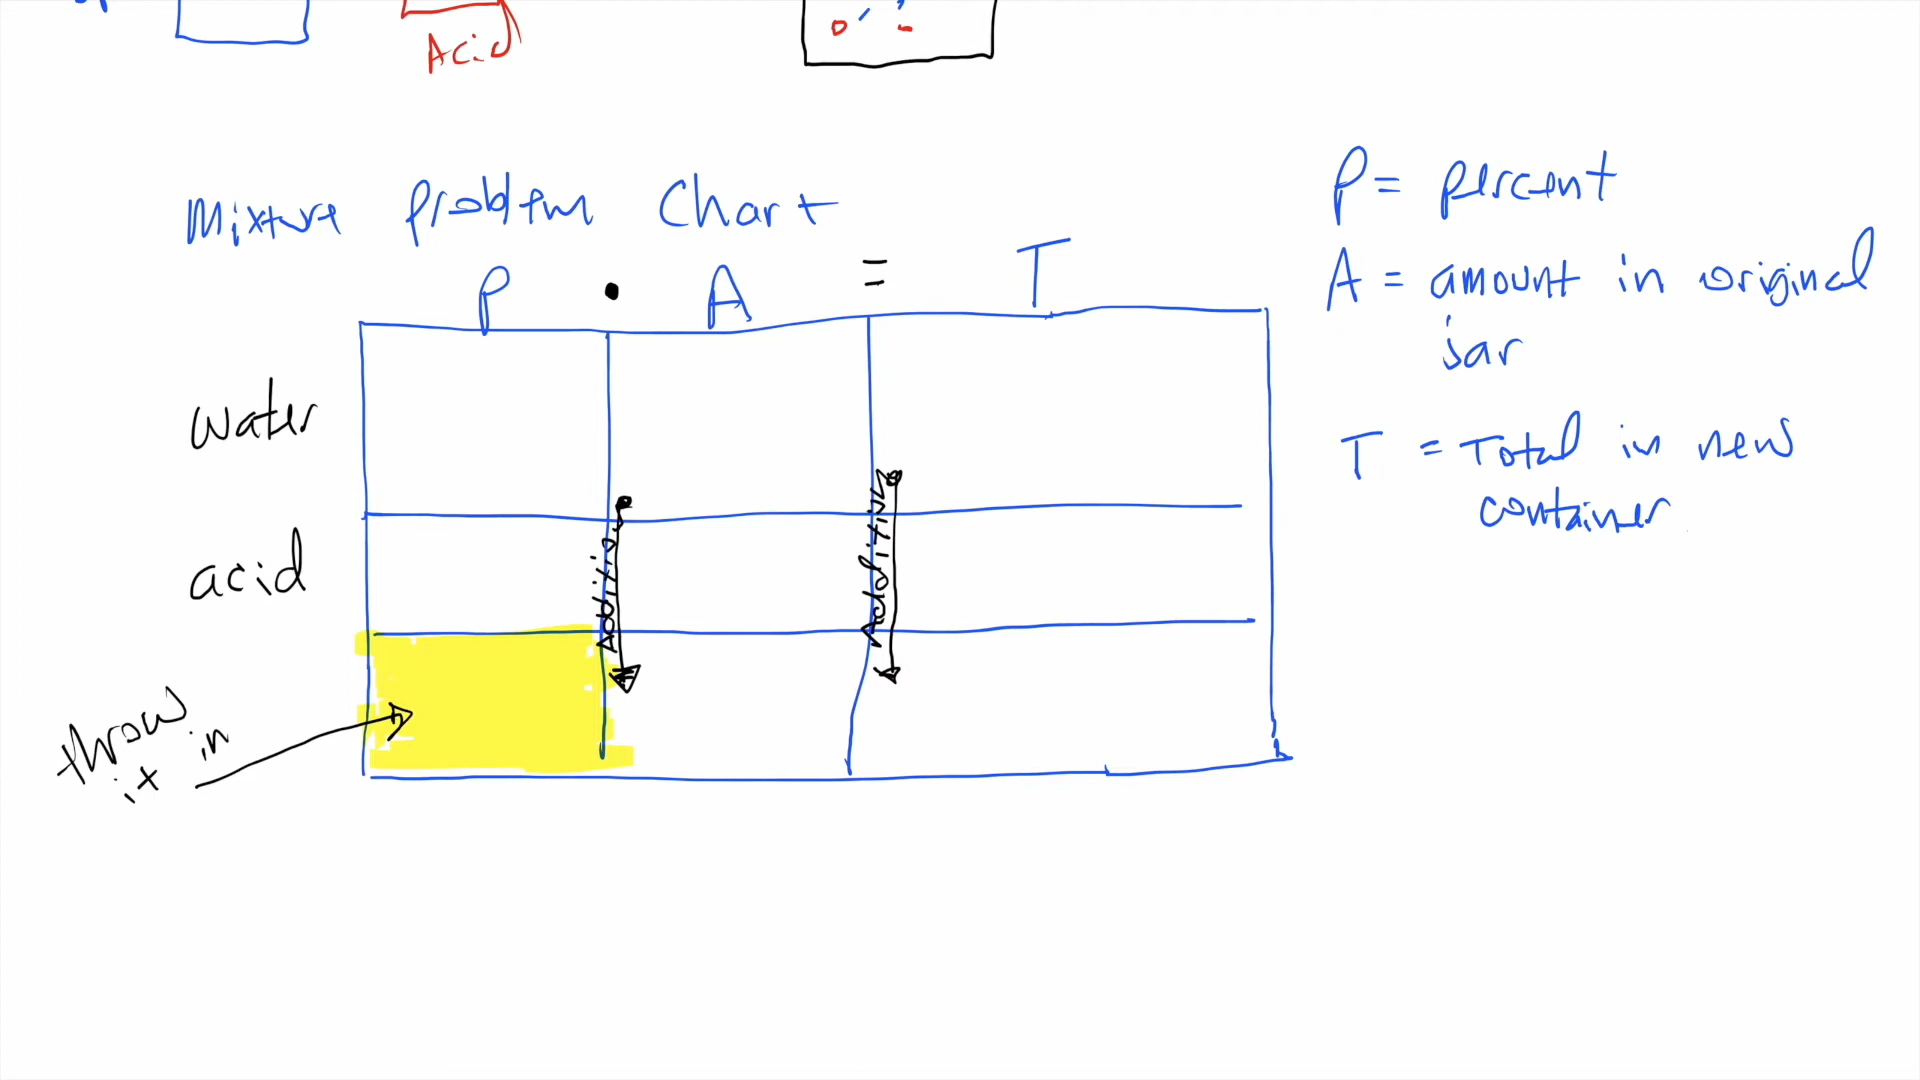 Acid
Mixture Problem Chart
P • A = T
water
acid
Addition
Additive
throw
it in
P = percent
A = amount in original
jar
T = Total in new
container